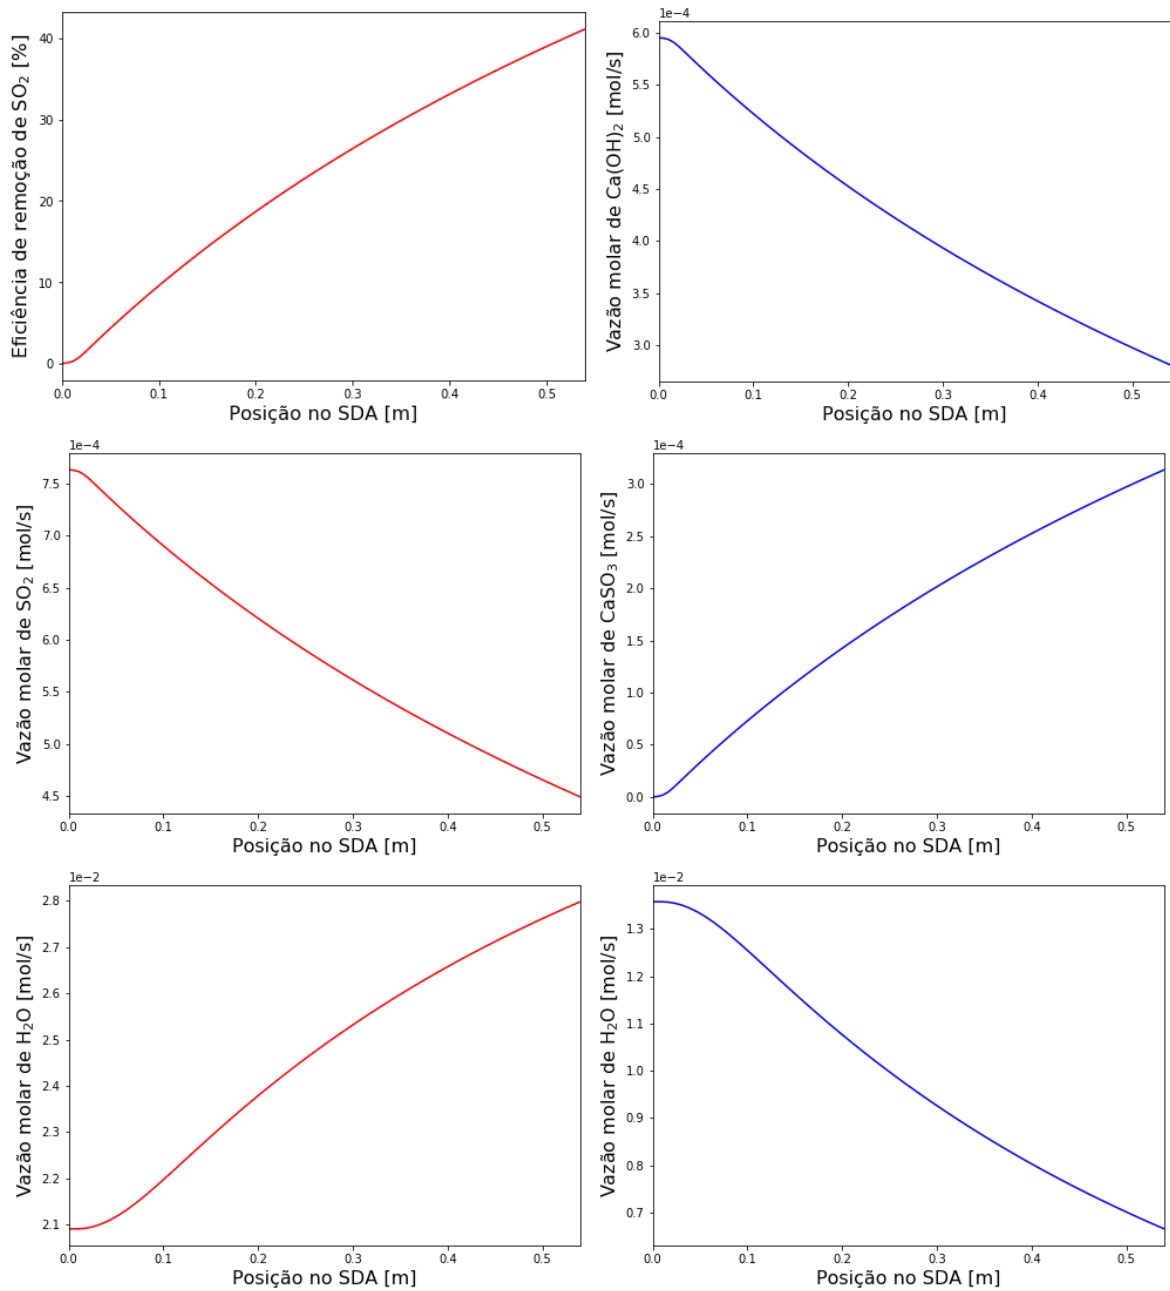 Eficiência de remoção de SO₂ [%]
40
30
20
10
0
0.0 0.1 0.2 0.3 0.4 0.5
Posição no SDA [m]
1e−4
Vazão molar de Ca(OH)₂ [mol/s]
6.0
5.5
5.0
4.5
4.0
3.5
3.0
0.0 0.1 0.2 0.3 0.4 0.5
Posição no SDA [m]
1e−4
Vazão molar de SO₂ [mol/s]
7.5
7.0
6.5
6.0
5.5
5.0
4.5
0.0 0.1 0.2 0.3 0.4 0.5
Posição no SDA [m]
1e−4
Vazão molar de CaSO₃ [mol/s]
3.0
2.5
2.0
1.5
1.0
0.5
0.0
0.0 0.1 0.2 0.3 0.4 0.5
Posição no SDA [m]
1e−2
Vazão molar de H₂O [mol/s]
2.8
2.7
2.6
2.5
2.4
2.3
2.2
2.1
0.0 0.1 0.2 0.3 0.4 0.5
Posição no SDA [m]
1e−2
Vazão molar de H₂O [mol/s]
1.3
1.2
1.1
1.0
0.9
0.8
0.7
0.0 0.1 0.2 0.3 0.4 0.5
Posição no SDA [m]